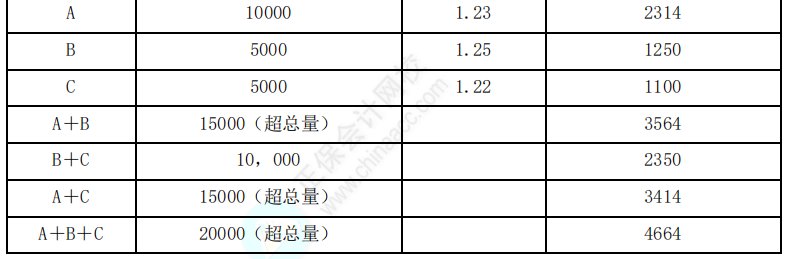 A 10000 1.23 2314
B 5000 1.25 1250
C 5000 1.22 1100
A＋B 15000（超总量） 3564
B＋C 10，000 2350
A＋C 15000（超总量） 3414
A＋B＋C 20000（超总量） 4664
正保会计网校
www.chinaacc.com